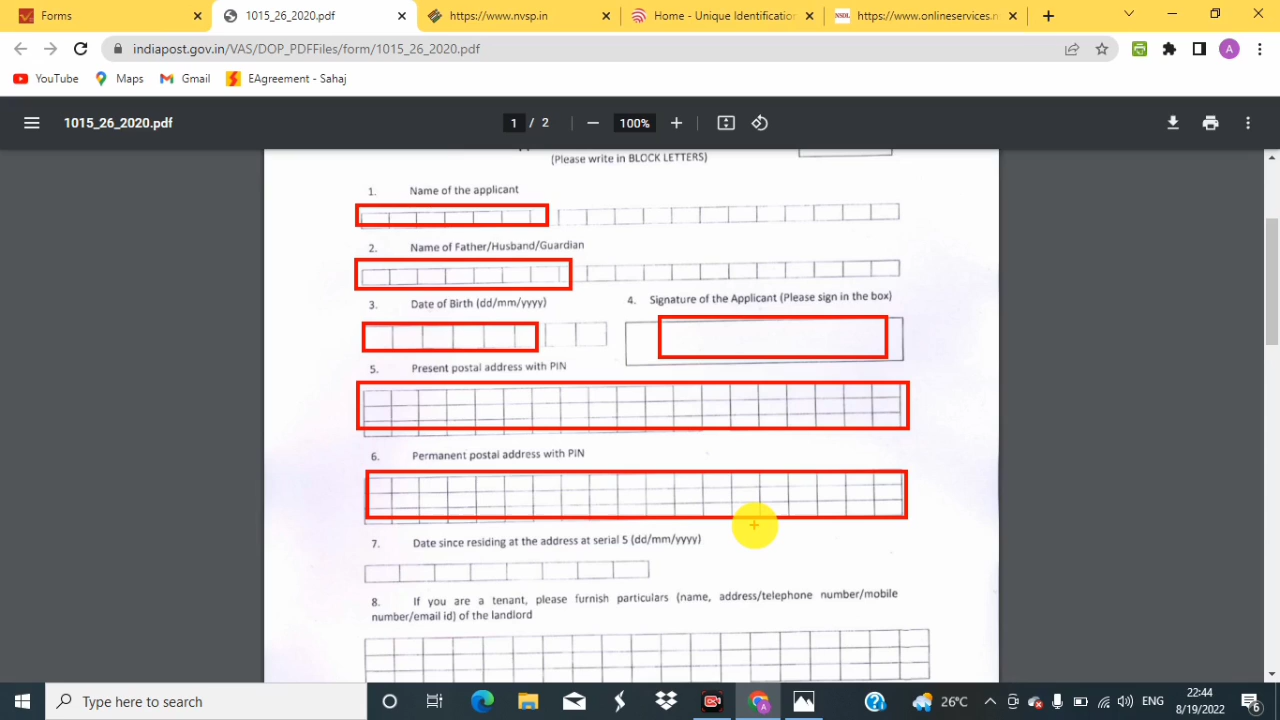 Forms
1015_26_2020.pdf
https://www.nvsp.in
Home - Unique Identification
https://www.onlineservices.n
indiapost.gov.in/VAS/DOP_PDFFiles/form/1015_26_2020.pdf
A
YouTube
Maps
Gmail
EAgreement - Sahaj
1015_26_2020.pdf
1 / 2
100%
(Please write in BLOCK LETTERS)
1. Name of the applicant
2. Name of Father/Husband/Guardian
3. Date of Birth (dd/mm/yyyy)
4. Signature of the Applicant (Please sign in the box)
5. Present postal address with PIN
6. Permanent postal address with PIN
7. Date since residing at the address at serial 5 (dd/mm/yyyy)
8. If you are a tenant, please furnish particulars (name, address/telephone number/mobile
number/email id) of the landlord
Type here to search
26°C
ENG
22:44
8/19/2022
6